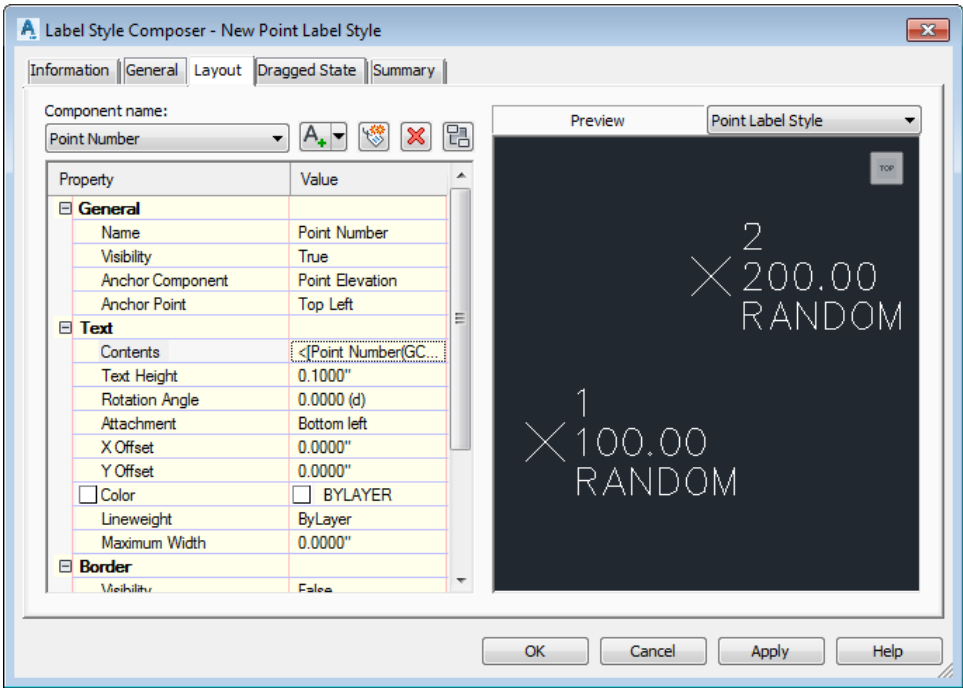 Label Style Composer - New Point Label Style
Information General Layout Dragged State Summary
Component name:
Point Number
Preview Point Label Style
Property Value
General
Name Point Number
Visibility True
Anchor Component Point Elevation
Anchor Point Top Left
Text
Contents <[Point Number(GC...
Text Height 0.1000"
Rotation Angle 0.0000 (d)
Attachment Bottom left
X Offset 0.0000"
Y Offset 0.0000"
Color BYLAYER
Lineweight ByLayer
Maximum Width 0.0000"
Border
Visibility False
TOP
2
200.00
RANDOM
1
100.00
RANDOM
OK Cancel Apply Help